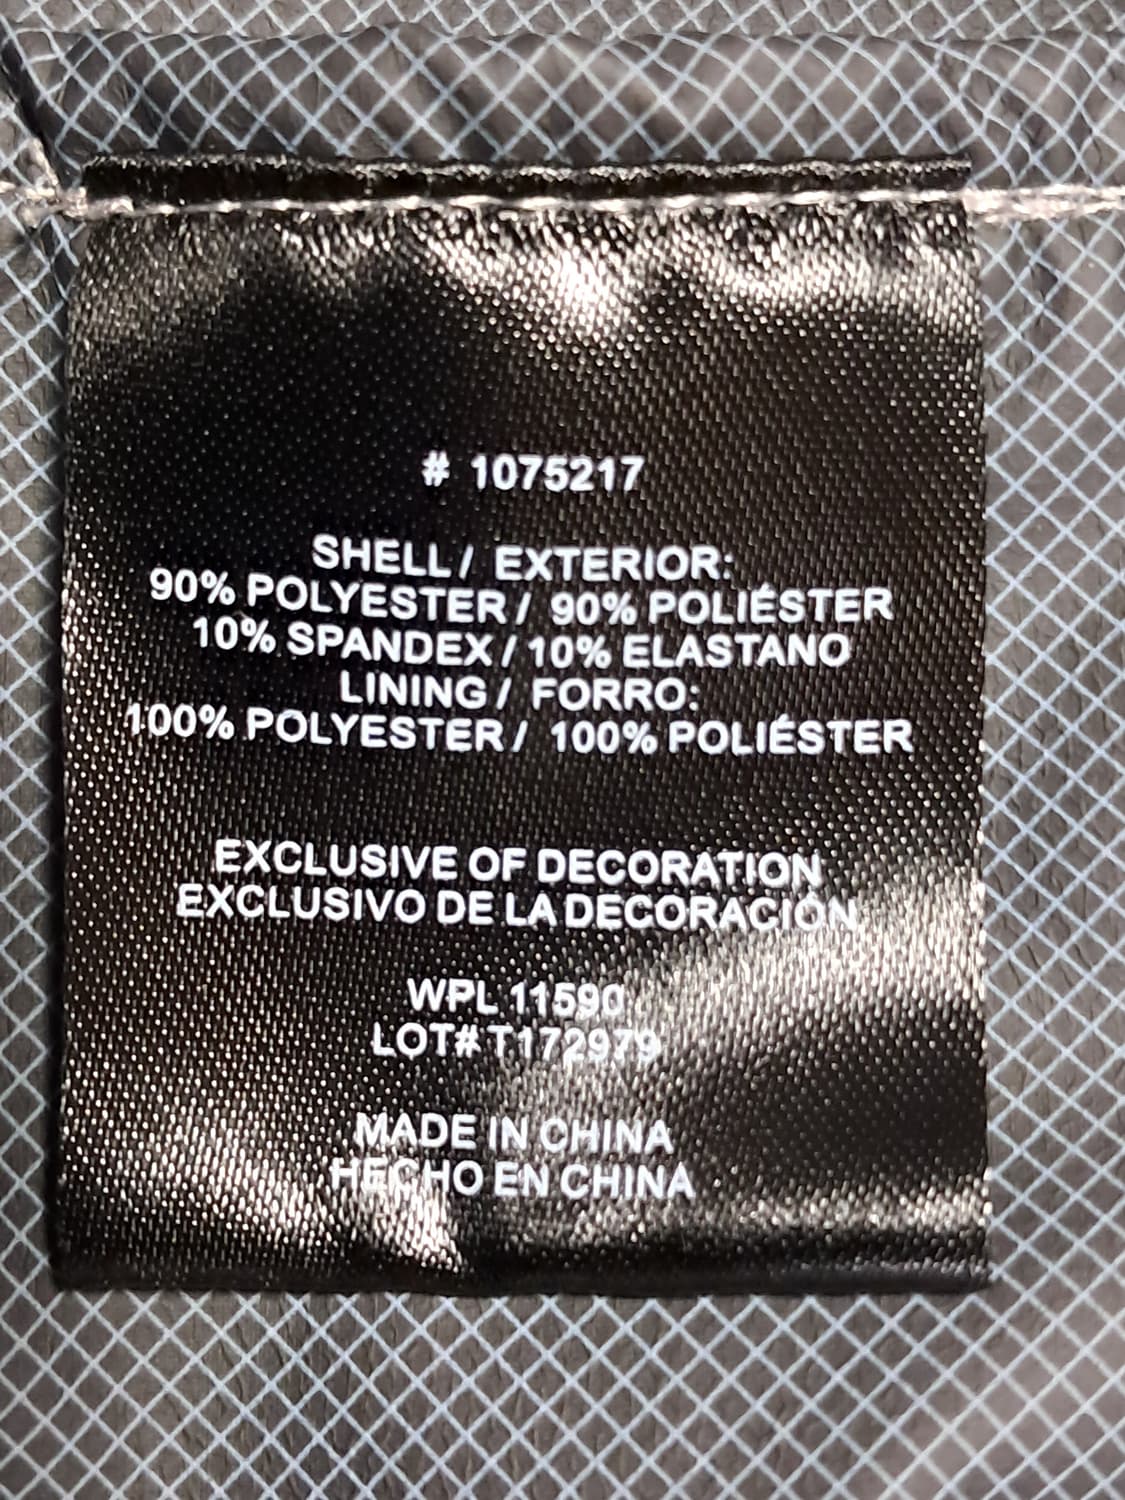 # 1075217
SHELL/ EXTERIOR:
90% POLYESTER/ 90% POLIÉSTER
10% SPANDEX/10% ELASTANO
LINING/ FORRO:
100% POLYESTER/ 100% POLIÉSTER
EXCLUSIVE OF DECORATION
EXCLUSIVO DE LA DECORACIÓN
WPL 11590
LOT# T172979
MADE IN CHINA
HECHO EN CHINA